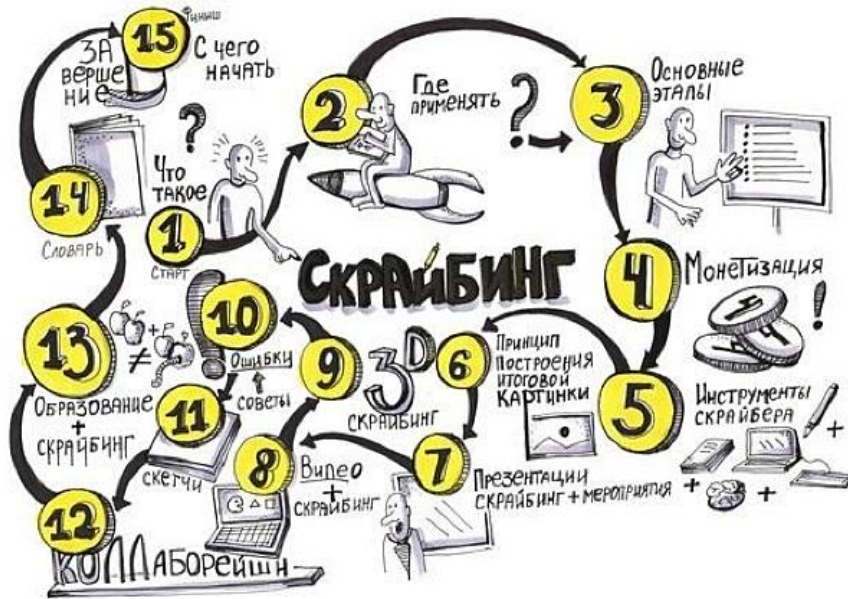 СКРАЙБИНГ
ЧТО
ТАКОЕ
?
1
СТАРТ
2
ГДЕ
ПРИМЕНЯТЬ
?
3
ОСНОВНЫЕ
ЭТАПЫ
4
МОНЕТИЗАЦИЯ
!
5
ИНСТРУМЕНТЫ
СКРАЙБЕРА
+
+
+
6
ПРИНЦИП
ПОСТРОЕНИЯ
ИТОГОВОЙ
КАРТИНКИ
7
ПРЕЗЕНТАЦИИ
СКРАЙБИНГ + МЕРОПРИЯТИЯ
8
ВИДЕО
+
СКРАЙБИНГ
9
3D
СКРАЙБИНГ
10
!
ОШИБКИ
СОВЕТЫ
11
СКЕТЧИ
12
КОЛЛАБОРЕЙШН
13
+
≠
ОБРАЗОВАНИЕ
+
СКРАЙБИНГ
14
СЛОВАРЬ
15
ФИНИШ
ЗА
ВЕРШЕ
НИЕ
С ЧЕГО
НАЧАТЬ